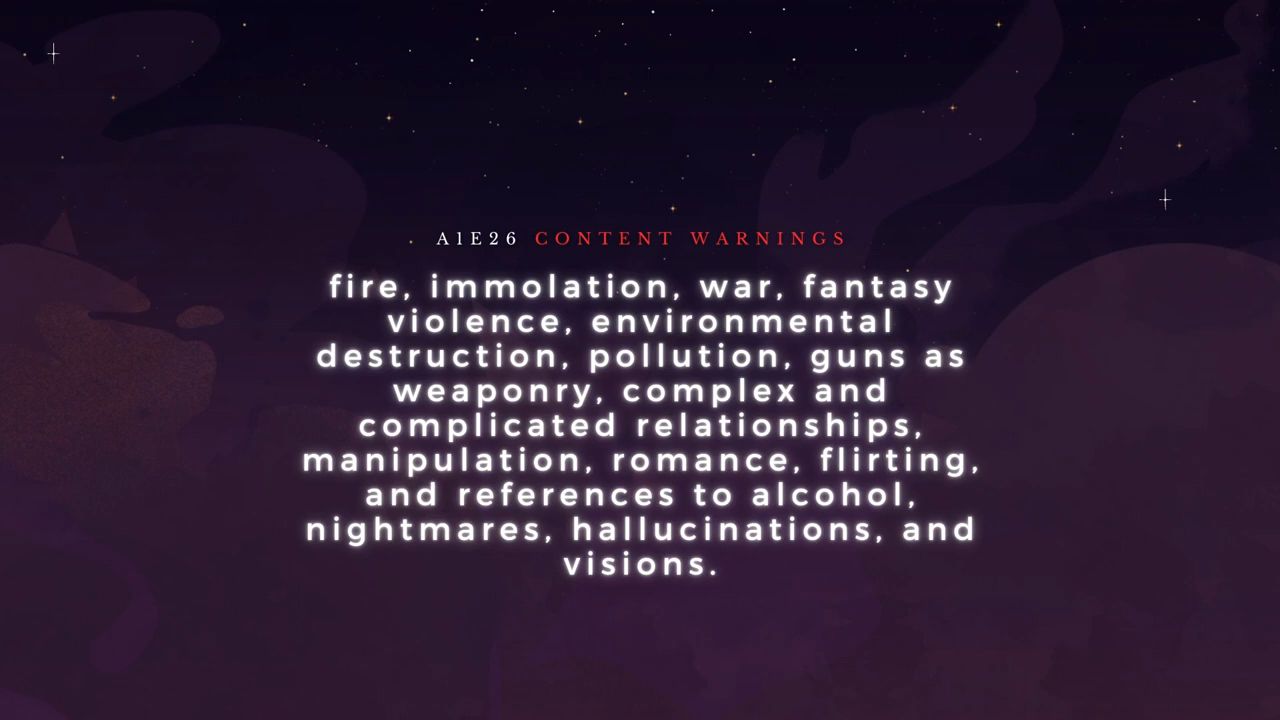 A1E26 CONTENT WARNINGS
fire, immolation, war, fantasy
violence, environmental
destruction, pollution, guns as
weaponry, complex and
complicated relationships,
manipulation, romance, flirting,
and references to alcohol,
nightmares, hallucinations, and
visions.